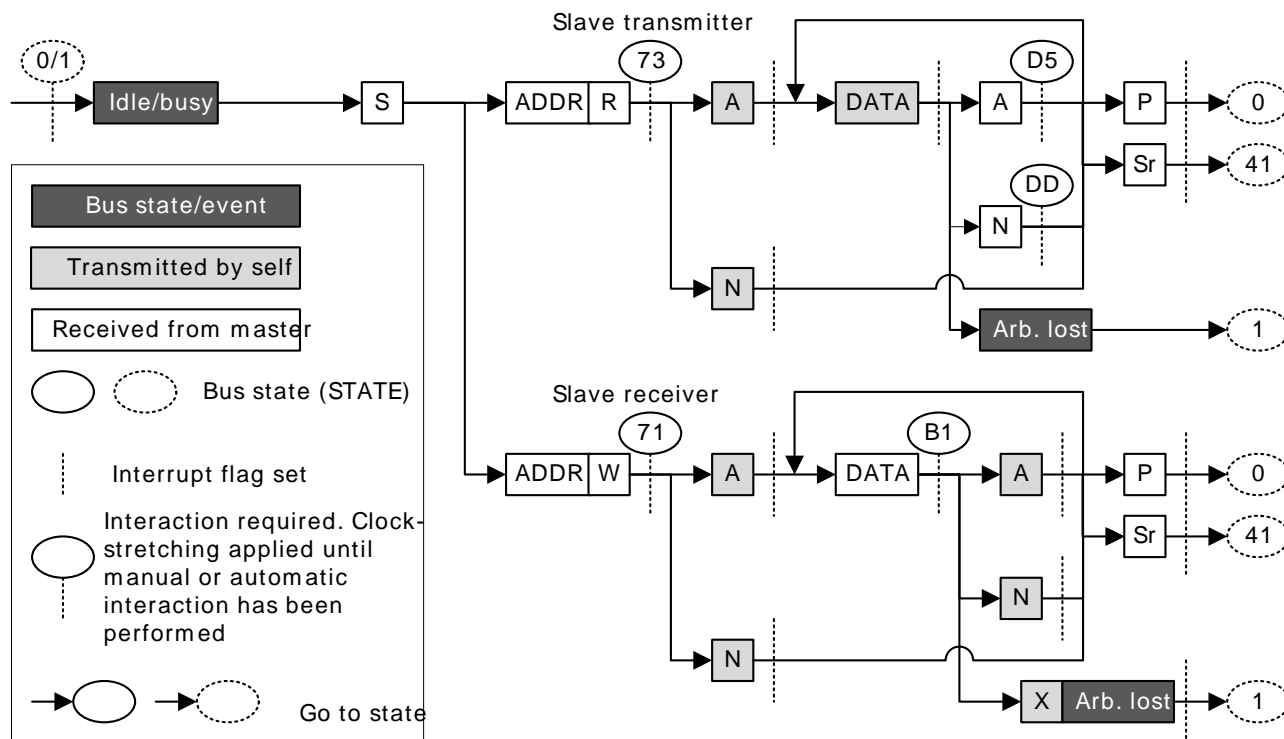 Slave transmitter
0/1
73
D5
Idle/busy
S
ADDR R
A
DATA
A
P
0
Sr
41
DD
N
N
Arb. lost
1
Bus state/event
Transmitted by self
Received from master
Bus state (STATE)
Interrupt flag set
Interaction required. Clock-
stretching applied until
manual or automatic
interaction has been
performed
Go to state
Slave receiver
71
B1
ADDR W
A
DATA
A
P
0
Sr
41
N
N
X Arb. lost
1